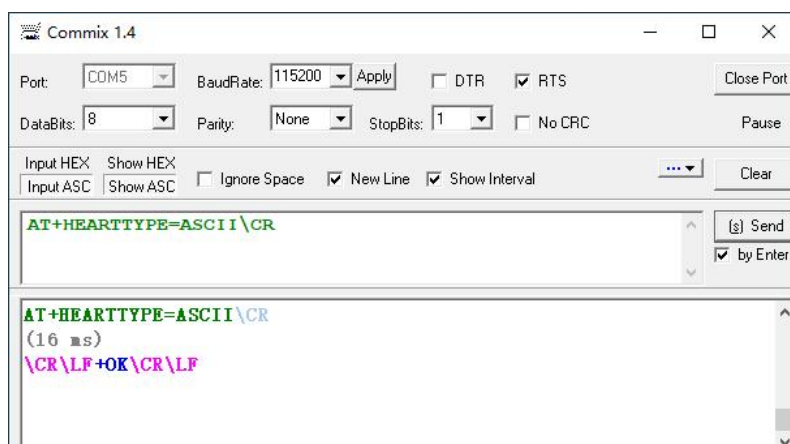 Commix 1.4
Port: COM5 BaudRate: 115200 Apply DTR RTS Close Port
DataBits: 8 Parity: None StopBits: 1 No CRC Pause
Input HEX Show HEX
Input ASC Show ASC Ignore Space New Line Show Interval ... Clear
AT+HEARTTYPE=ASCII\CR
(s) Send
by Enter
AT+HEARTTYPE=ASCII\CR
(16 ms)
\CR\LF+OK\CR\LF